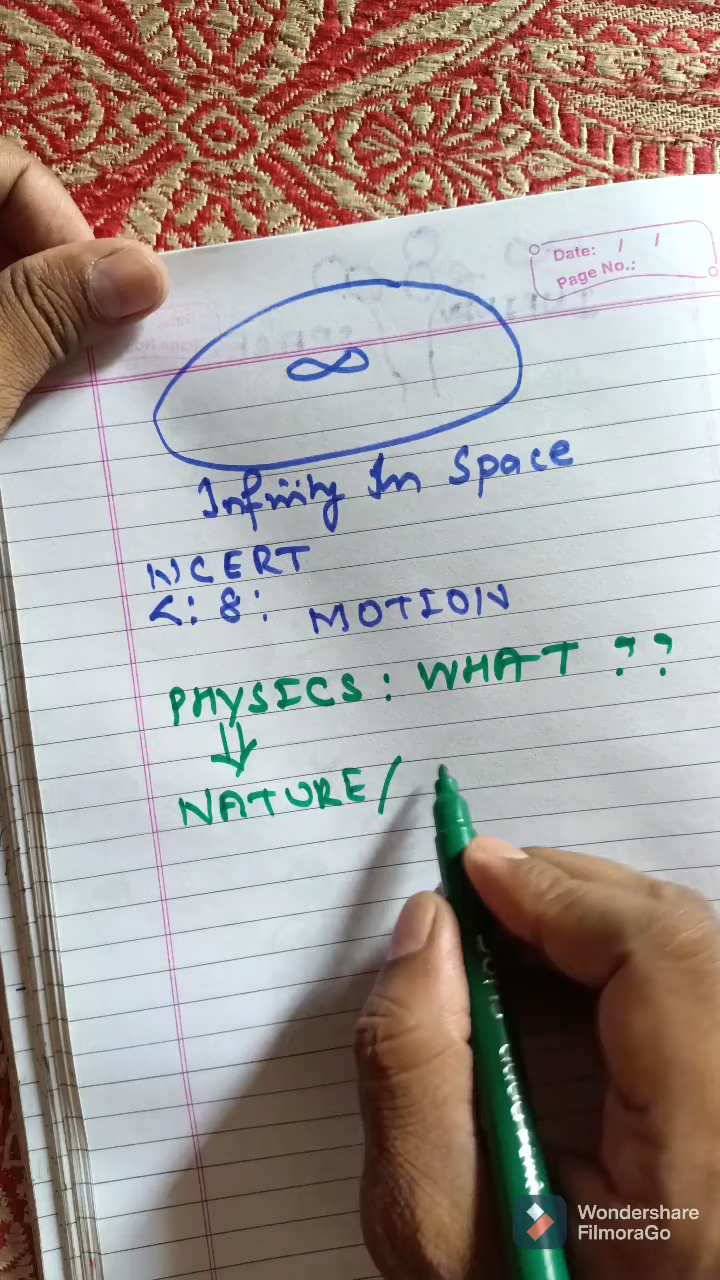 Date: / /
Page No.:
∞
Infinity In Space
NCERT
<: 8: MOTION
PHYSICS: WHAT ??
⇓
NATURE/
Wondershare
FilmoraGo